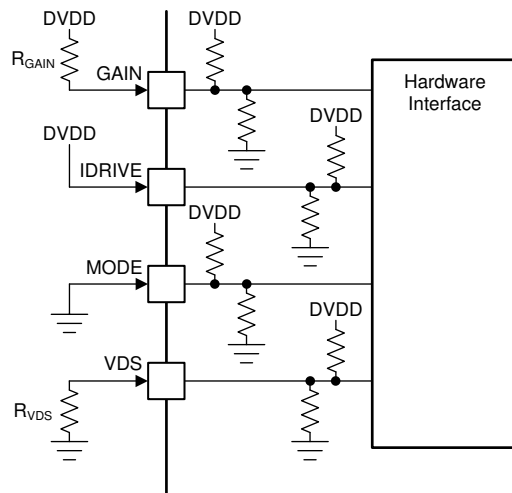 DVDD
DVDD
R_GAIN
GAIN
Hardware
Interface
DVDD
DVDD
IDRIVE
DVDD
MODE
DVDD
VDS
R_VDS